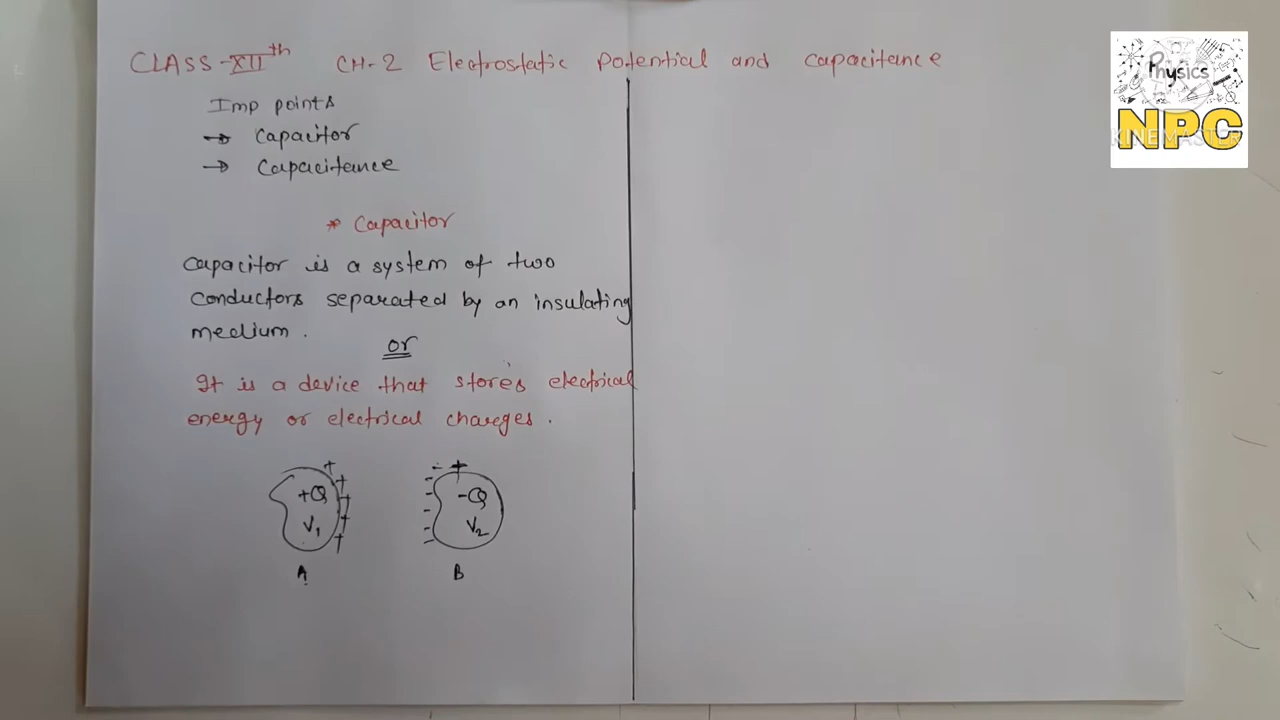 CLASS-XIIth CH-2 Electrostatic Potential and capacitance
Imp points
→ Capacitor
→ Capacitance
* Capacitor
Capacitor is a system of two
conductors separated by an insulating
medium.
or
It is a device that stores electrical
energy or electrical charges.
+ + + + +
- - - - - - +
+Q -Q
V1 V2
A B
Physics
NPC
KINEMASTER